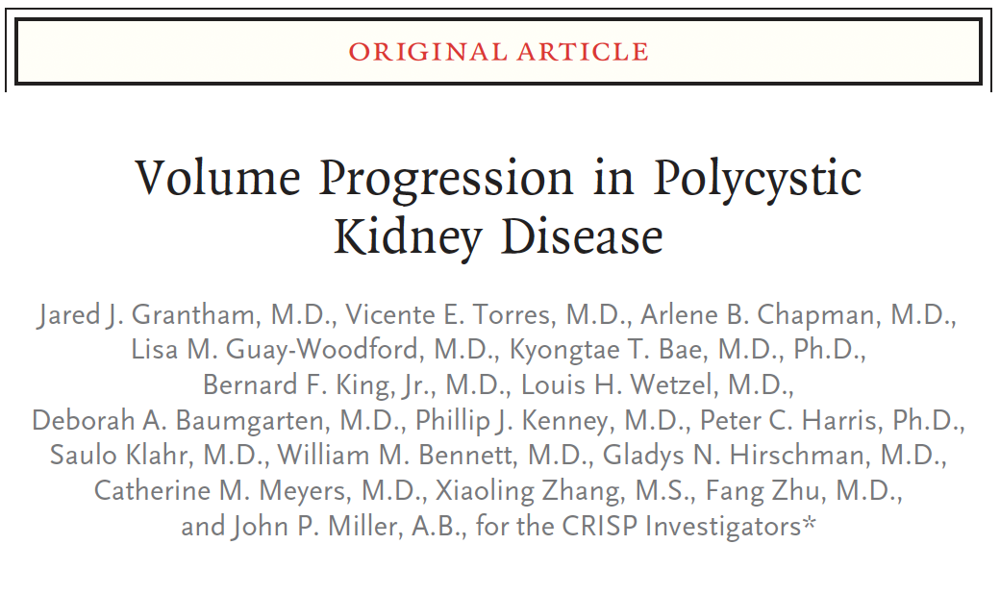 ORIGINAL ARTICLE
Volume Progression in Polycystic
Kidney Disease
Jared J. Grantham, M.D., Vicente E. Torres, M.D., Arlene B. Chapman, M.D.,
Lisa M. Guay-Woodford, M.D., Kyongtae T. Bae, M.D., Ph.D.,
Bernard F. King, Jr., M.D., Louis H. Wetzel, M.D.,
Deborah A. Baumgarten, M.D., Phillip J. Kenney, M.D., Peter C. Harris, Ph.D.,
Saulo Klahr, M.D., William M. Bennett, M.D., Gladys N. Hirschman, M.D.,
Catherine M. Meyers, M.D., Xiaoling Zhang, M.S., Fang Zhu, M.D.,
and John P. Miller, A.B., for the CRISP Investigators*